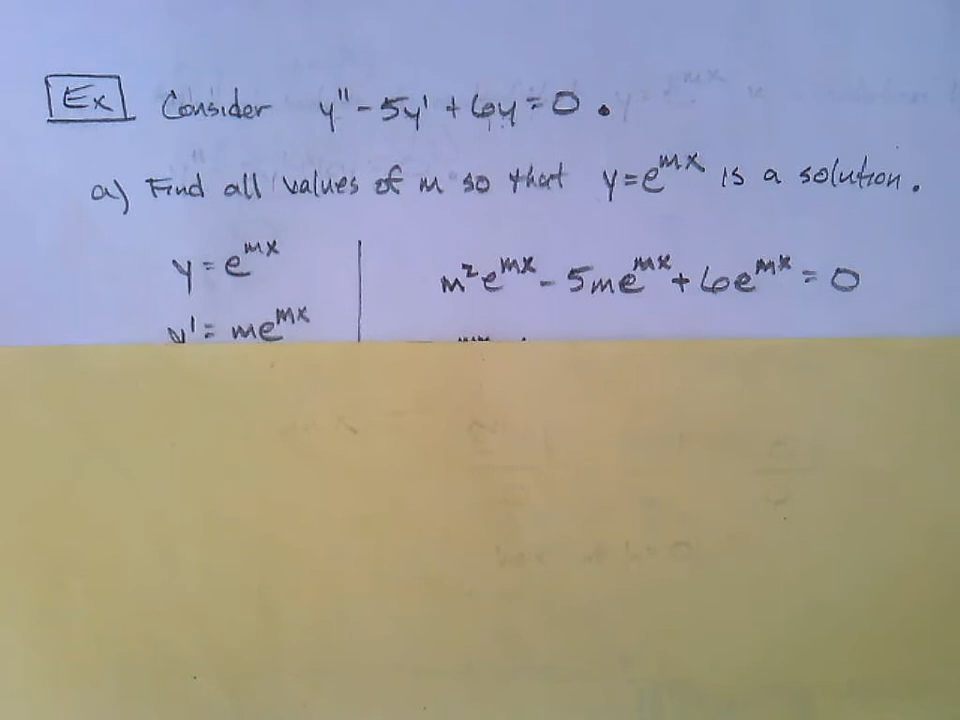 Ex Consider y'' - 5y' + 6y = 0 .
a) Find all values of m so that y = e^{mx} is a solution.
y = e^{mx}
m²e^{mx} - 5me^{mx} + 6e^{mx} = 0
y' = me^{mx}